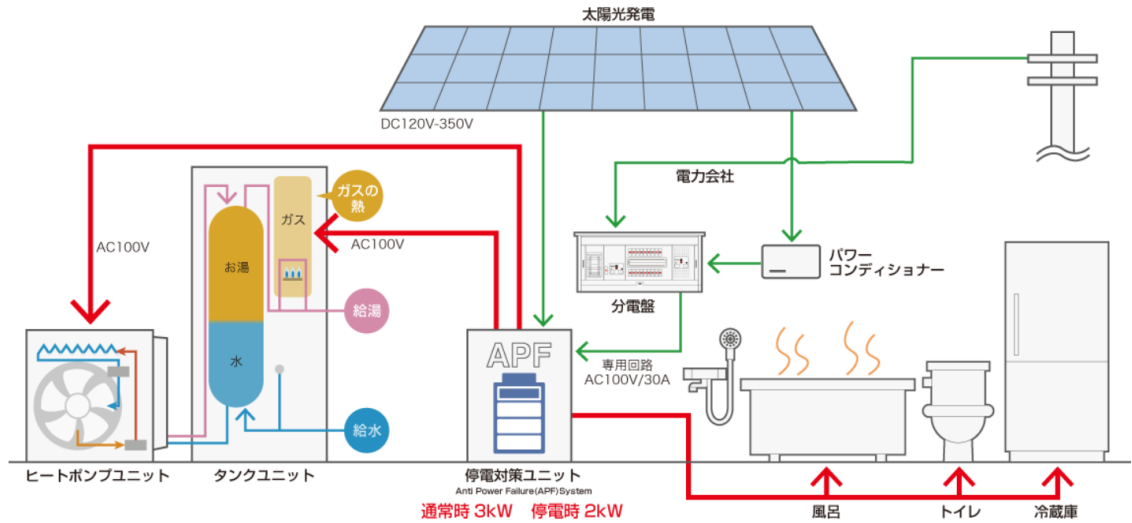 太陽光発電
DC120V-350V
電力会社
ガスの
熱
ガス
AC100V
AC100V
お湯
パワー
コンディショナー
分電盤
給湯
APF
水
専用回路
AC100V/30A
給水
ヒートポンプユニット
タンクユニット
停電対策ユニット
Anti Power Failure(APF)System
通常時 3kW 停電時 2kW
風呂
トイレ
冷蔵庫